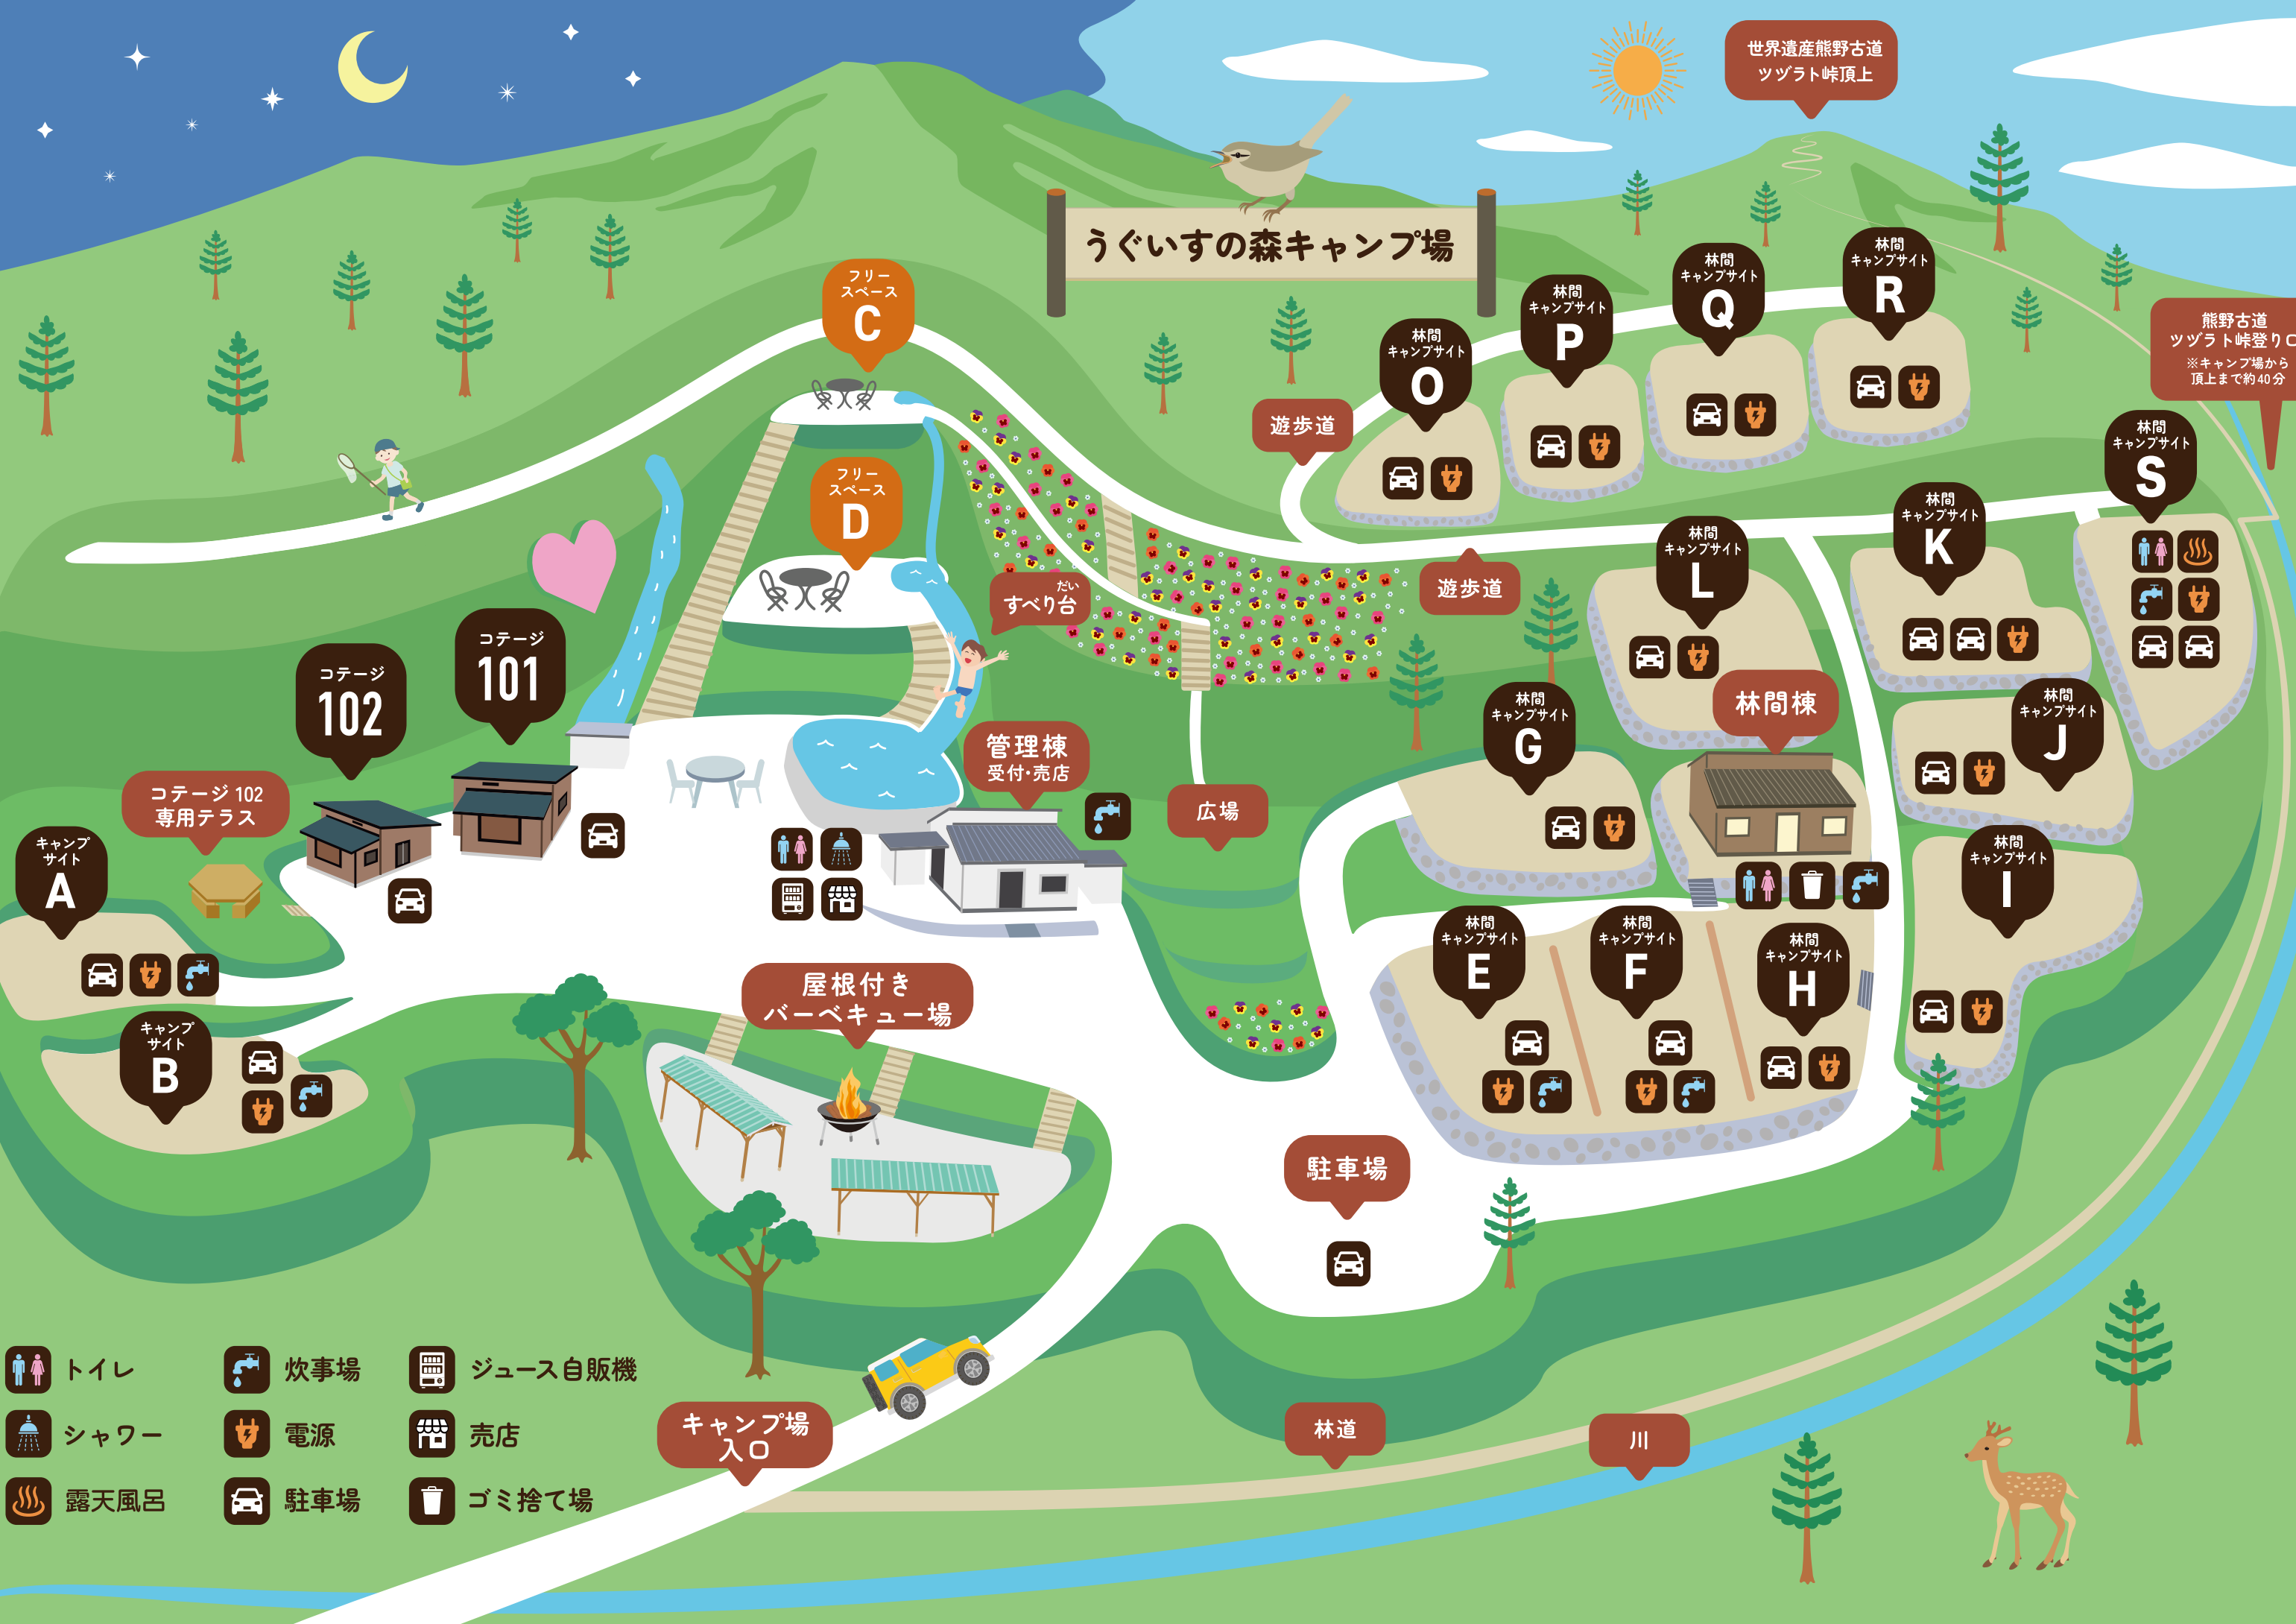 世界遺産熊野古道
ツヅラト峠頂上
うぐいすの森キャンプ場
フリー
スペース
C
林間
キャンプサイト
O
林間
キャンプサイト
P
林間
キャンプサイト
Q
林間
キャンプサイト
R
熊野古道
ツヅラト峠登り口
※キャンプ場から
頂上まで約40分
遊歩道
フリー
スペース
D
林間
キャンプサイト
S
林間
キャンプサイト
K
林間
キャンプサイト
L
だい
すべり台
遊歩道
コテージ
101
コテージ
102
林間棟
林間
キャンプサイト
G
林間
キャンプサイト
J
管理棟
受付・売店
コテージ 102
専用テラス
広場
キャンプ
サイト
A
林間
キャンプサイト
I
林間
キャンプサイト
E
林間
キャンプサイト
F
林間
キャンプサイト
H
屋根付き
バーベキュー場
キャンプ
サイト
B
駐車場
トイレ
炊事場
ジュース自販機
シャワー
電源
売店
露天風呂
駐車場
ゴミ捨て場
キャンプ場
入口
林道
川